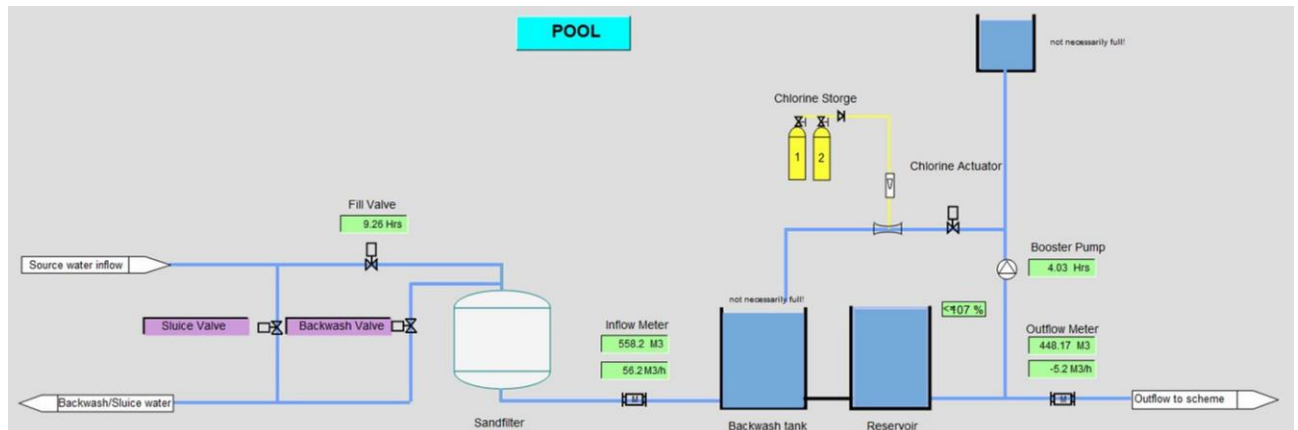 POOL
not necessarily full!
Chlorine Storge
1
2
Chlorine Actuator
Fill Valve
9.26 Hrs
Source water inflow
Booster Pump
4.03 Hrs
not necessarily full!
Sluice Valve
Backwash Valve
Inflow Meter
558.2 M3
56.2 M3/h
Outflow Meter
448.17 M3
-5.2 M3/h
Backwash/Sluice water
M
M
Outflow to scheme
Sandfilter
Backwash tank
Reservoir